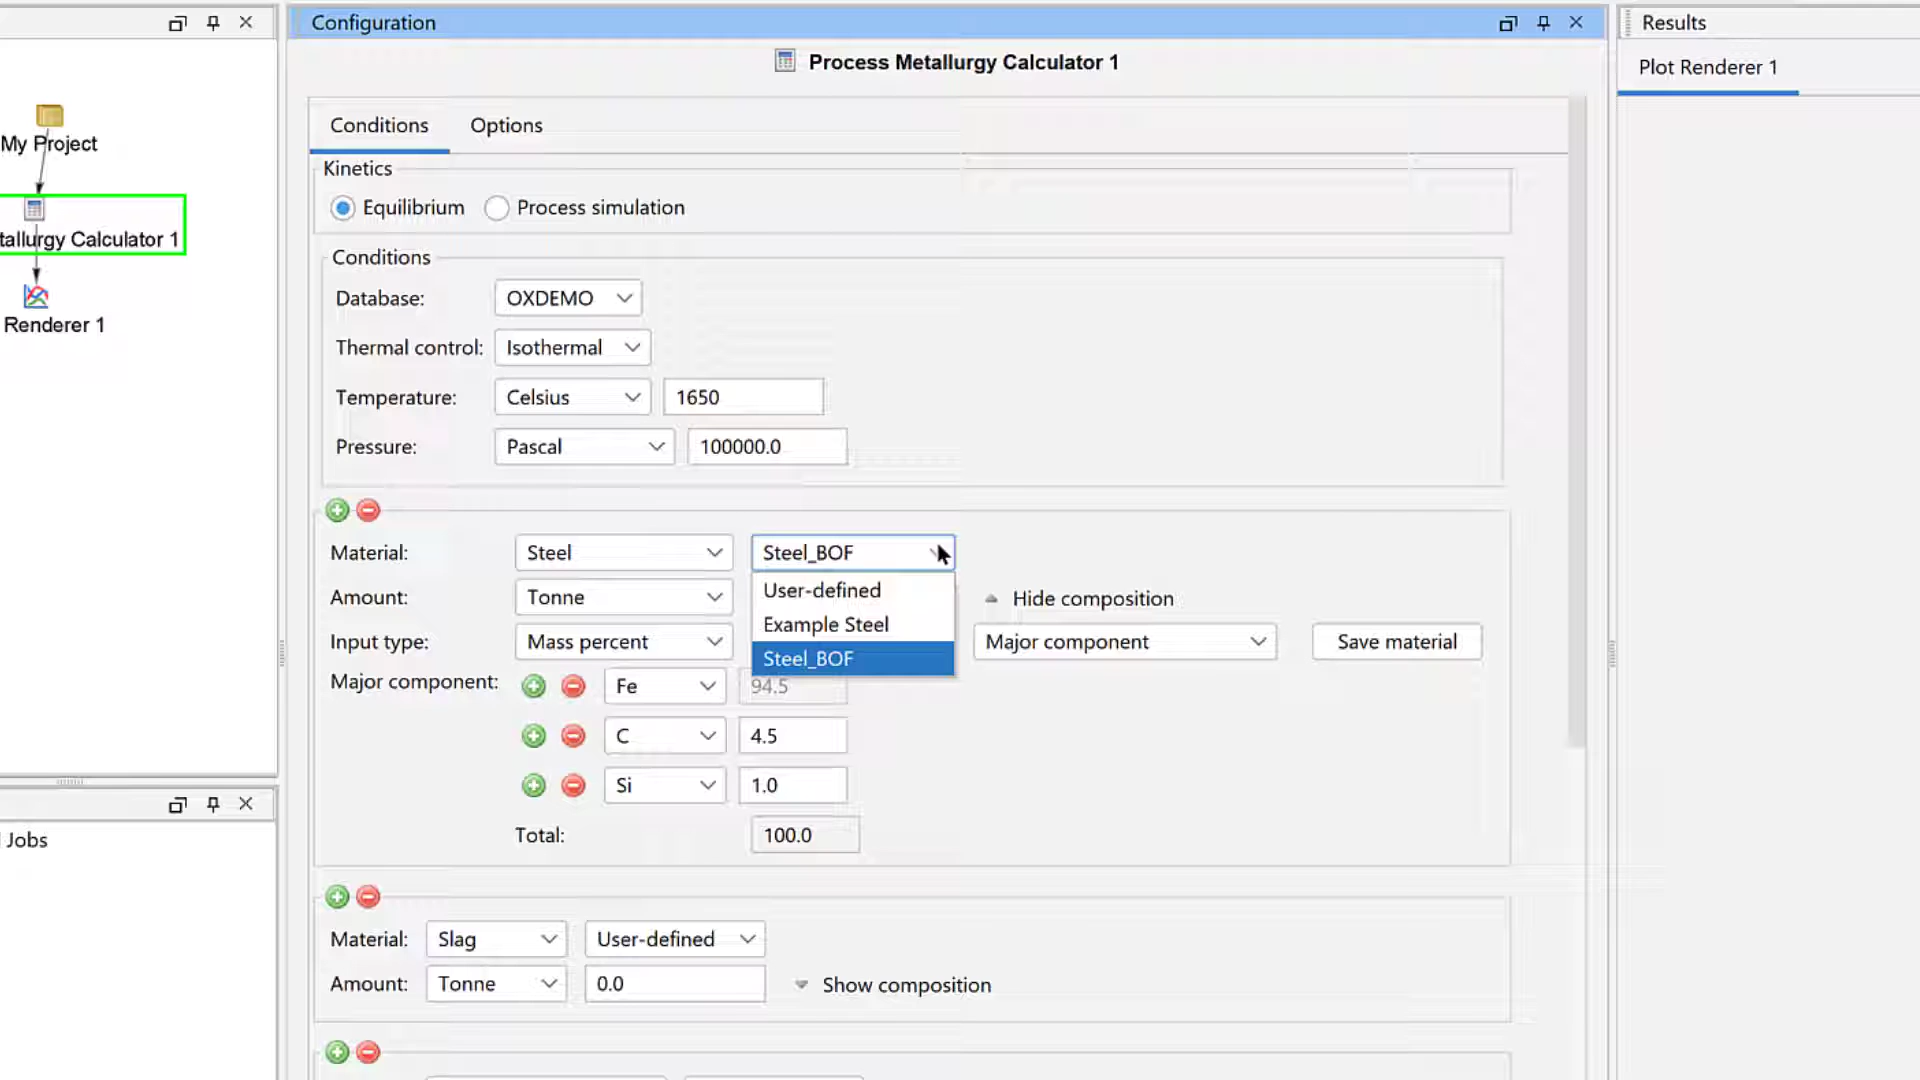 Configuration
Results
Process Metallurgy Calculator 1
Plot Renderer 1
My Project
tallurgy Calculator 1
Renderer 1
Jobs
Conditions Options
Kinetics
Equilibrium Process simulation
Conditions
Database: OXDEMO
Thermal control: Isothermal
Temperature: Celsius 1650
Pressure: Pascal 100000.0
Material: Steel Steel_BOF
User-defined
Example Steel
Steel_BOF
Amount: Tonne Hide composition
Input type: Mass percent Major component Save material
Major component: Fe 94.5
C 4.5
Si 1.0
Total: 100.0
Material: Slag User-defined
Amount: Tonne 0.0 Show composition